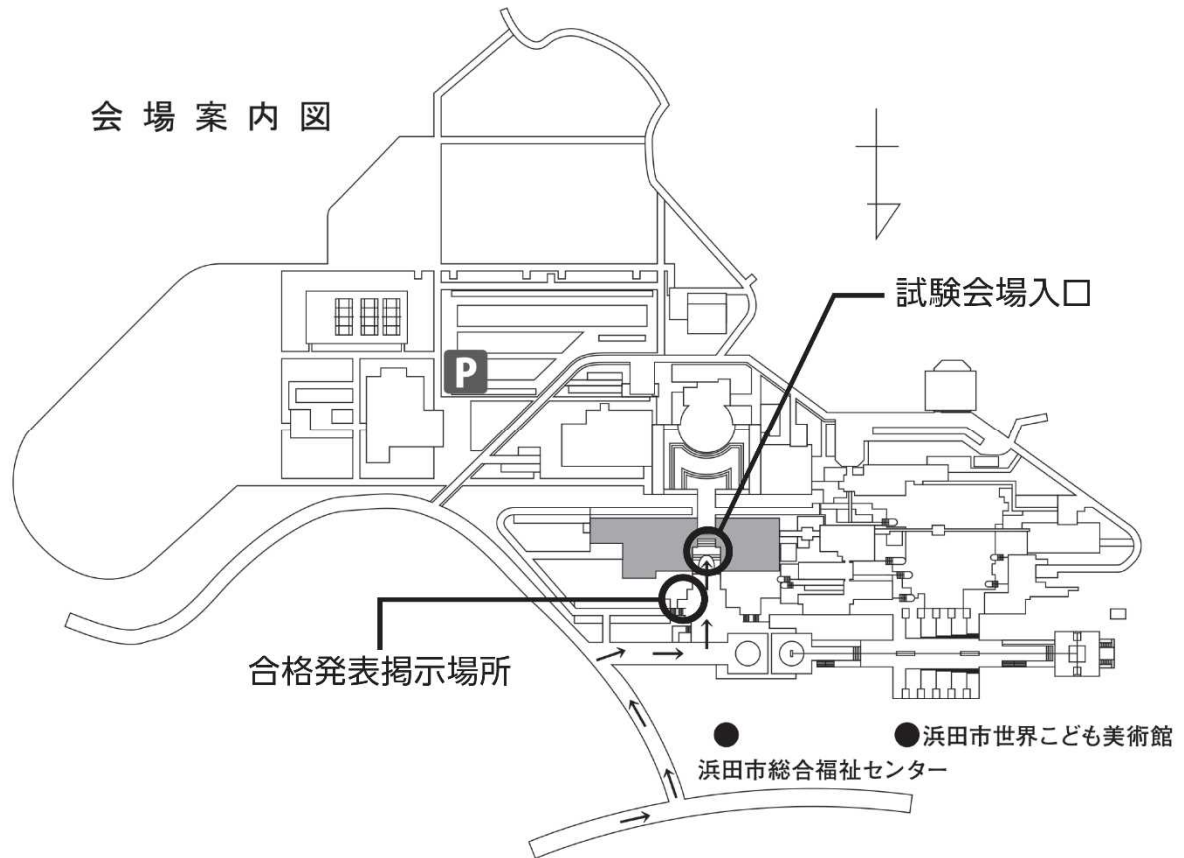 会場案内図
試験会場入口
P
合格発表掲示場所
浜田市世界こども美術館
浜田市総合福祉センター